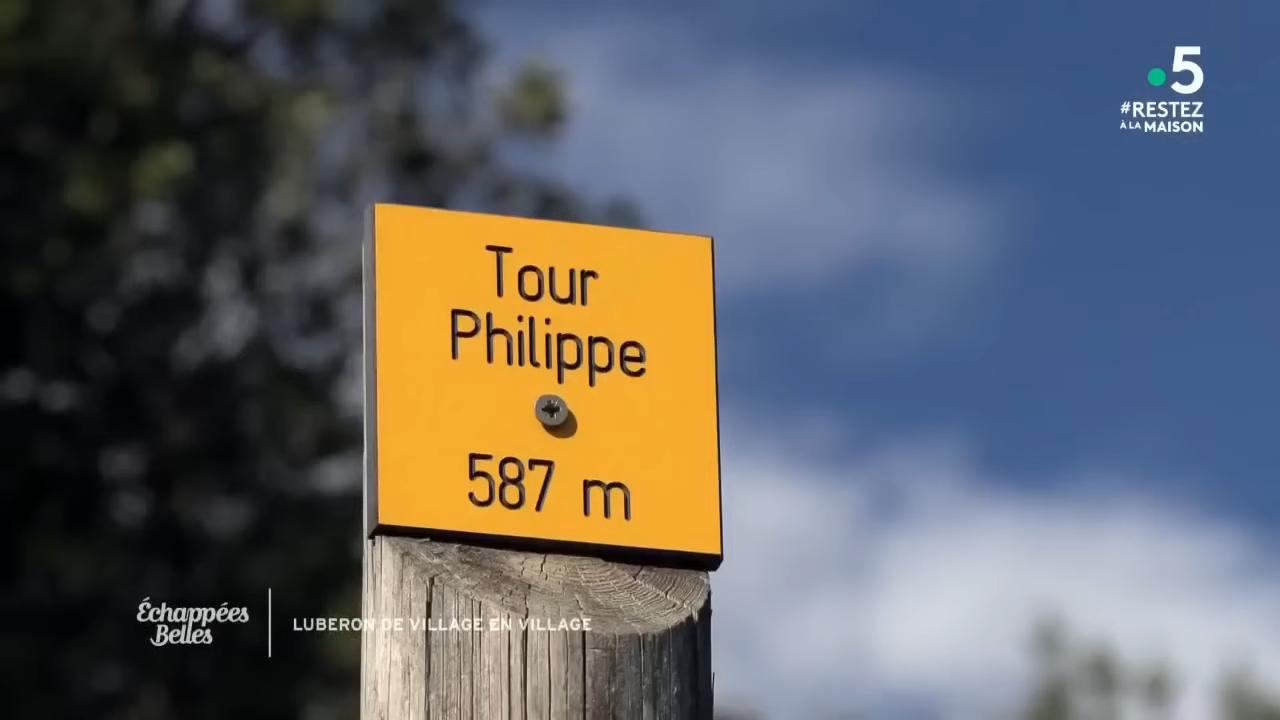 5
#RESTEZ
À LA MAISON
Tour
Philippe
587 m
Échappées
Belles
LUBERON DE VILLAGE EN VILLAGE